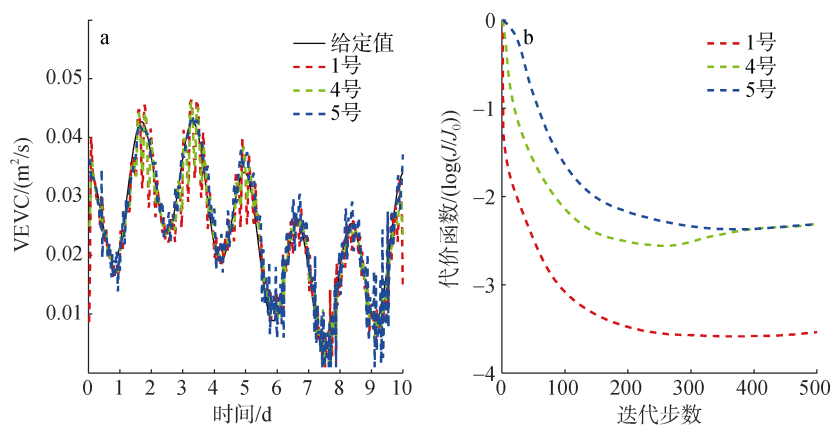 a
给定值
1号
4号
5号
VEVC/(m²/s)
0.05
0.04
0.03
0.02
0.01
0 1 2 3 4 5 6 7 8 9 10
时间/d
b
1号
4号
5号
代价函数/(log(J/J₀))
0
−1
−2
−3
−4
0 100 200 300 400 500
迭代步数